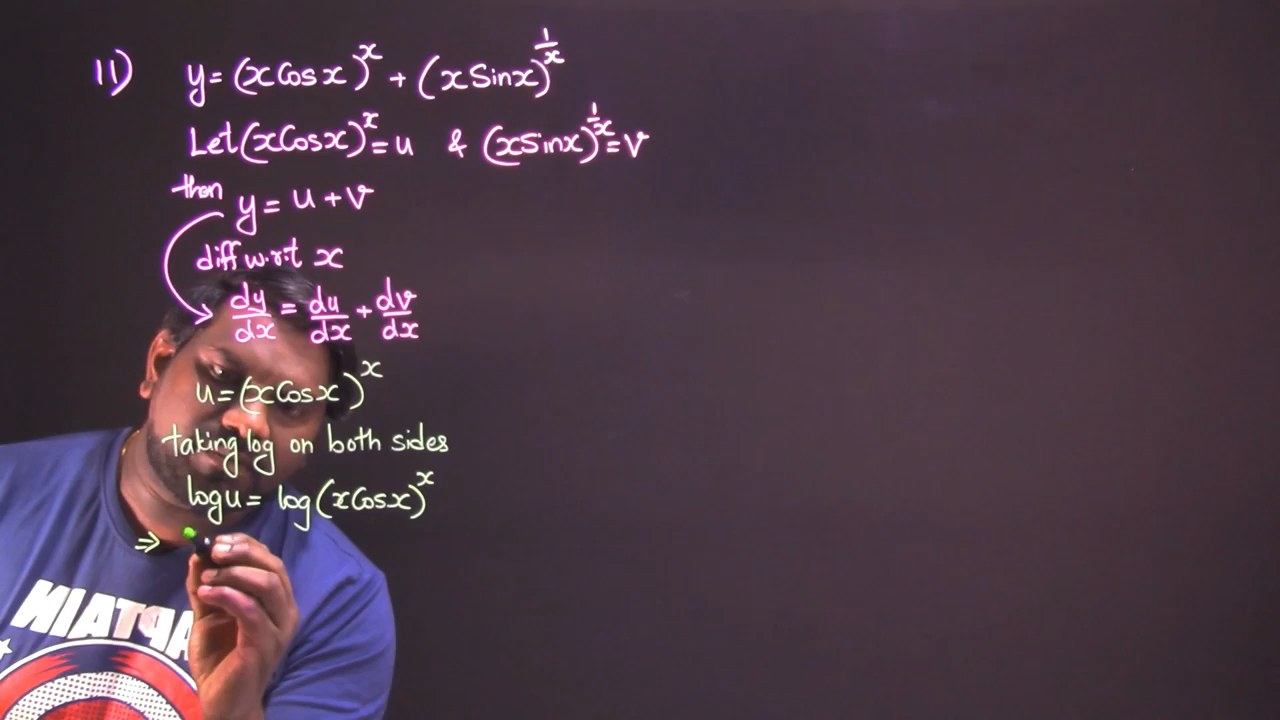 11) y = (x Cos x)^x + (x Sin x)^{1/x}
Let (x Cos x)^x = u & (x Sin x)^{1/x} = v
then y = u + v
diff w.r.t x
dy/dx = du/dx + dv/dx
u = (x Cos x)^x
taking log on both sides
log u = log (x Cos x)^x
⇒